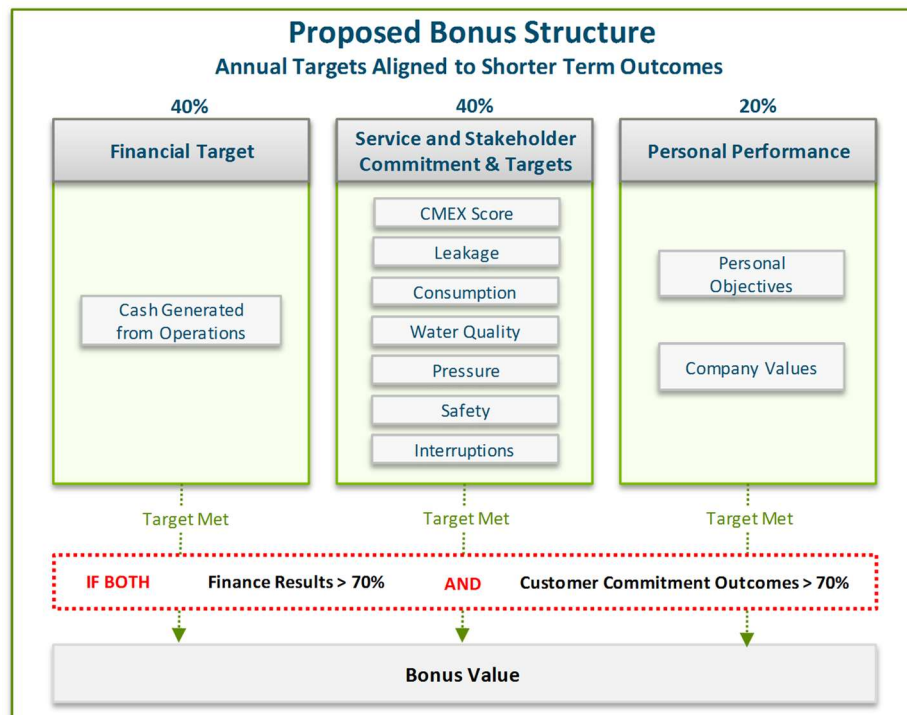 Proposed Bonus Structure
Annual Targets Aligned to Shorter Term Outcomes
40%
Financial Target
Cash Generated
from Operations
Target Met
40%
Service and Stakeholder
Commitment & Targets
CMEX Score
Leakage
Consumption
Water Quality
Pressure
Safety
Interruptions
Target Met
20%
Personal Performance
Personal
Objectives
Company Values
Target Met
IF BOTH Finance Results > 70% AND Customer Commitment Outcomes > 70%
Bonus Value